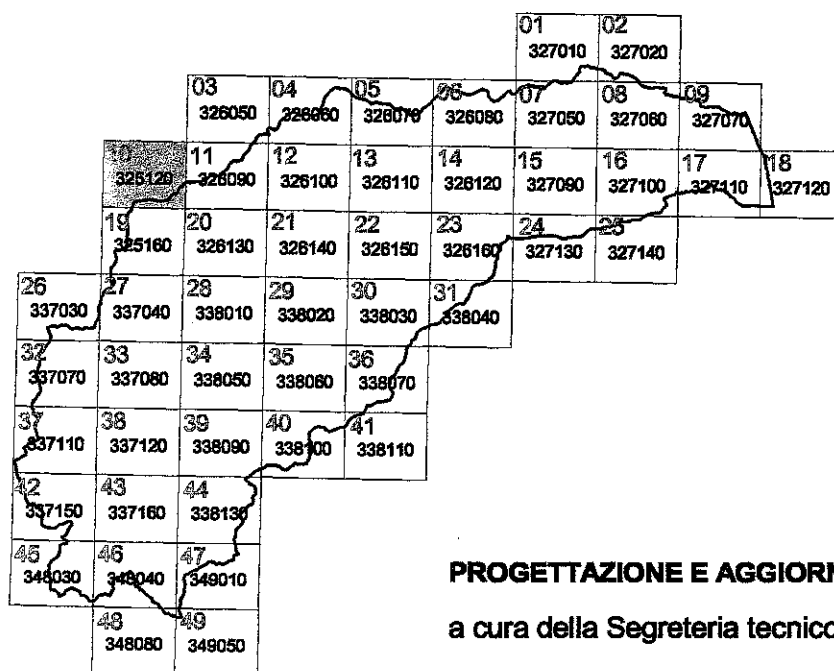 01 02
327010 327020
03 04 05 06 07 08 09
326050 326060 326070 326080 327050 327060 327070
10 11 12 13 14 15 16 17 18
325120 326090 326100 326110 326120 327090 327100 327110 327120
19 20 21 22 23 24 25
325160 326130 326140 326150 326160 327130 327140
26 27 28 29 30 31
337030 337040 338010 338020 338030 338040
32 33 34 35 36
337070 337080 338050 338060 338070
37 38 39 40 41
337110 337120 338090 338100 338110
42 43 44
337150 337160 338130
45 46 47
348030 348040 349010
48 49
348080 349050
PROGETTAZIONE E AGGIOR
a cura della Segreteria tecnico